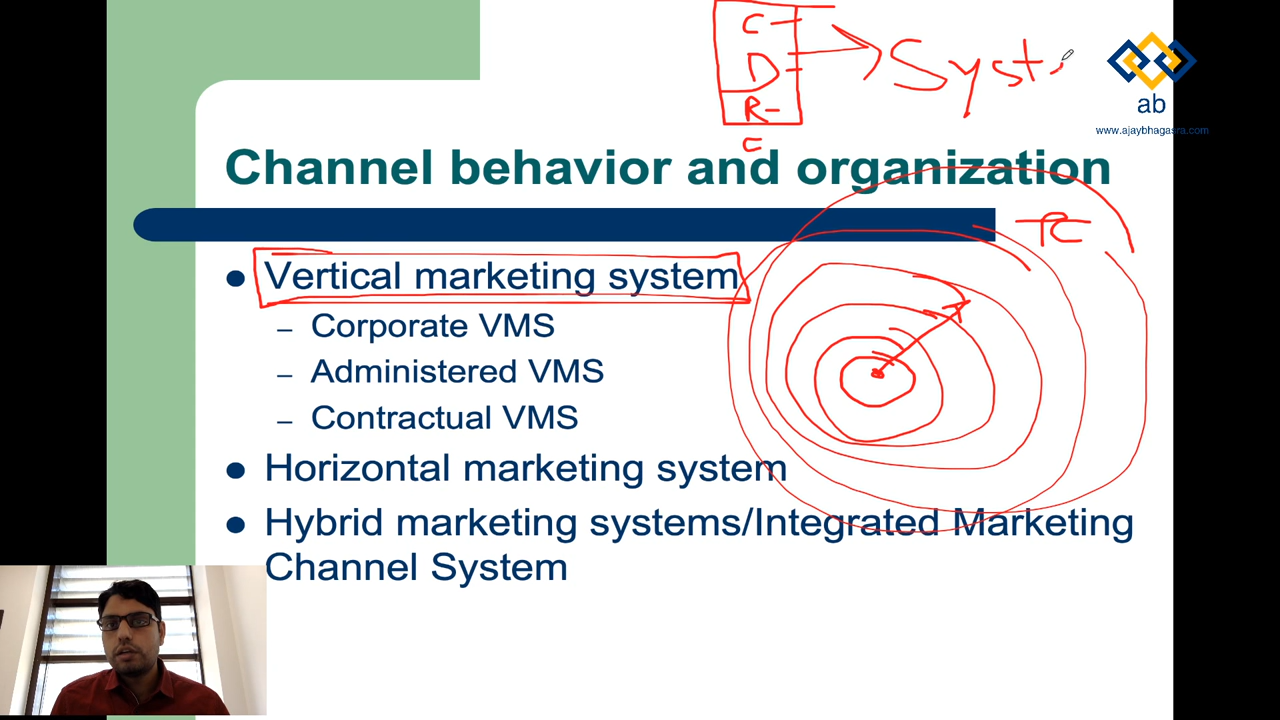 C
D
R
C
Syst
ab
www.ajaybhagasra.com
Channel behavior and organization
TC
Vertical marketing system
– Corporate VMS
– Administered VMS
– Contractual VMS
Horizontal marketing system
Hybrid marketing systems/Integrated Marketing
Channel System